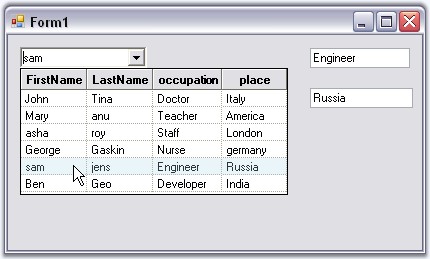 Form1
sam
Engineer
FirstName LastName occupation place
John Tina Doctor Italy
Russia
Mary anu Teacher America
asha roy Staff London
George Gaskin Nurse germany
sam jens Engineer Russia
Ben Geo Developer India